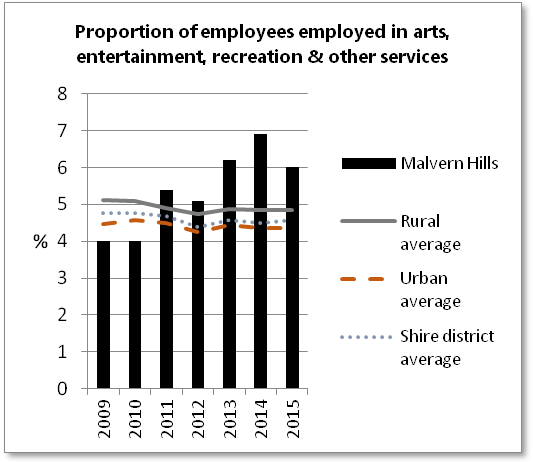 Proportion of employees employed in arts,
entertainment, recreation & other services
8
7
6
5
4
3
2
1
0
%
2009
2010
2011
2012
2013
2014
2015
Malvern Hills
Rural
average
Urban
average
Shire district
average